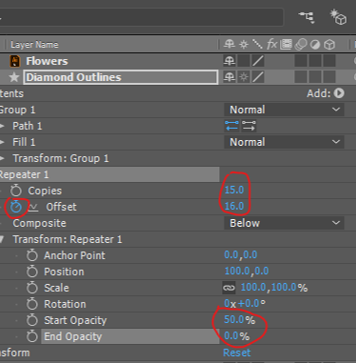 Layer Name
Flowers
Diamond Outlines
Add:
Group 1 Normal
Path 1
Fill 1 Normal
Transform: Group 1
Repeater 1
Copies 15.0
Offset 16.0
Composite Below
Transform: Repeater 1
Anchor Point 0.0,0.0
Position 100.0,0.0
Scale 100.0,100.0%
Rotation 0x+0.0°
Start Opacity 50.0%
End Opacity 0.0%
Reset